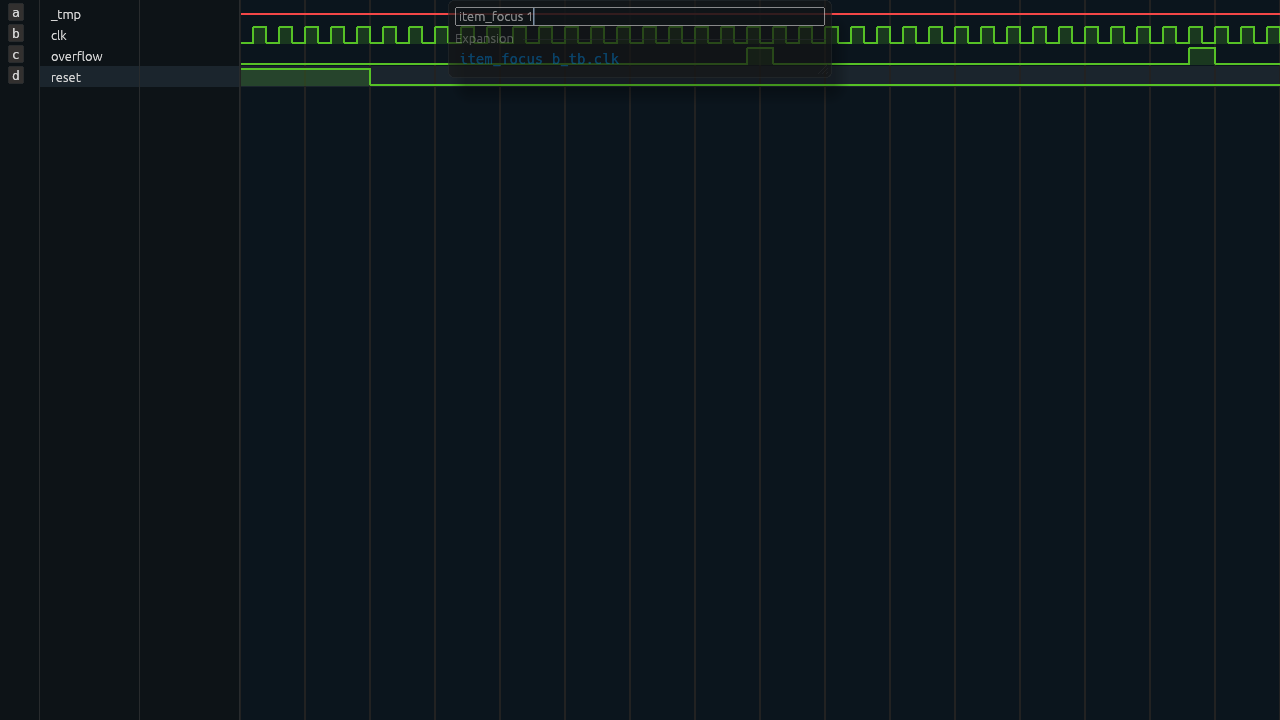 a _tmp
b clk
c overflow
d reset
item_focus 1
Expansion
item_focus b_tb.clk